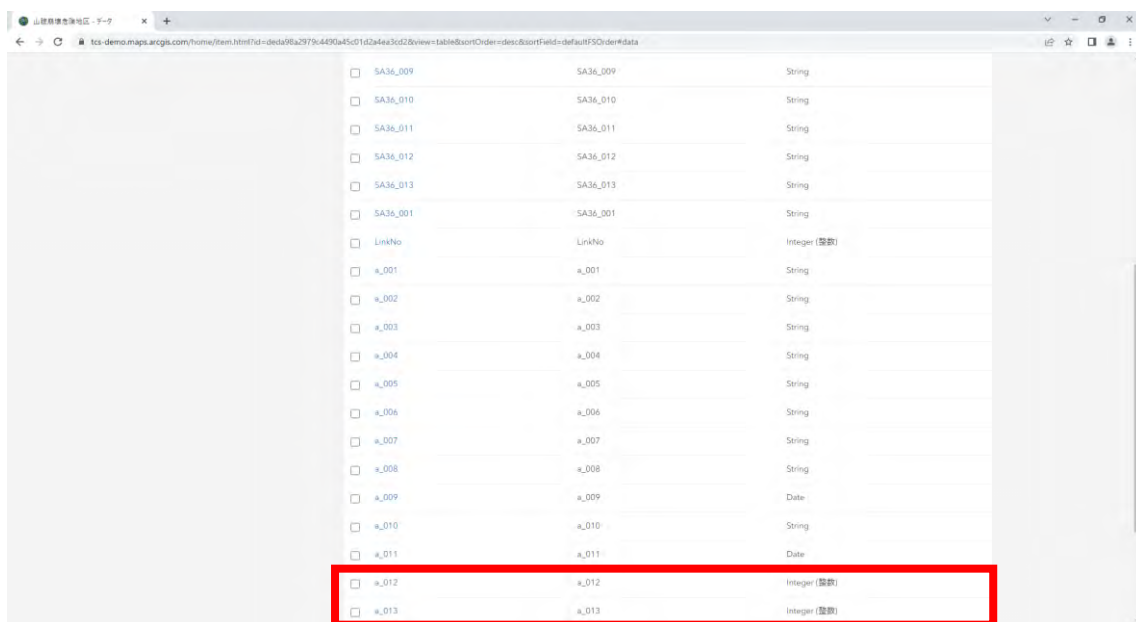 山腹崩壊危険地区 - データ
tcs-demo.maps.arcgis.com/home/item.html?id=deda98a2979c4490a45c01d2a4ea3cd2&view=table&sortOrder=desc&sortField=defaultFSOrder#data
SA36_009 SA36_009 String
SA36_010 SA36_010 String
SA36_011 SA36_011 String
SA36_012 SA36_012 String
SA36_013 SA36_013 String
SA36_001 SA36_001 String
LinkNo LinkNo Integer (整数)
a_001 a_001 String
a_002 a_002 String
a_003 a_003 String
a_004 a_004 String
a_005 a_005 String
a_006 a_006 String
a_007 a_007 String
a_008 a_008 String
a_009 a_009 Date
a_010 a_010 String
a_011 a_011 Date
a_012 a_012 Integer (整数)
a_013 a_013 Integer (整数)